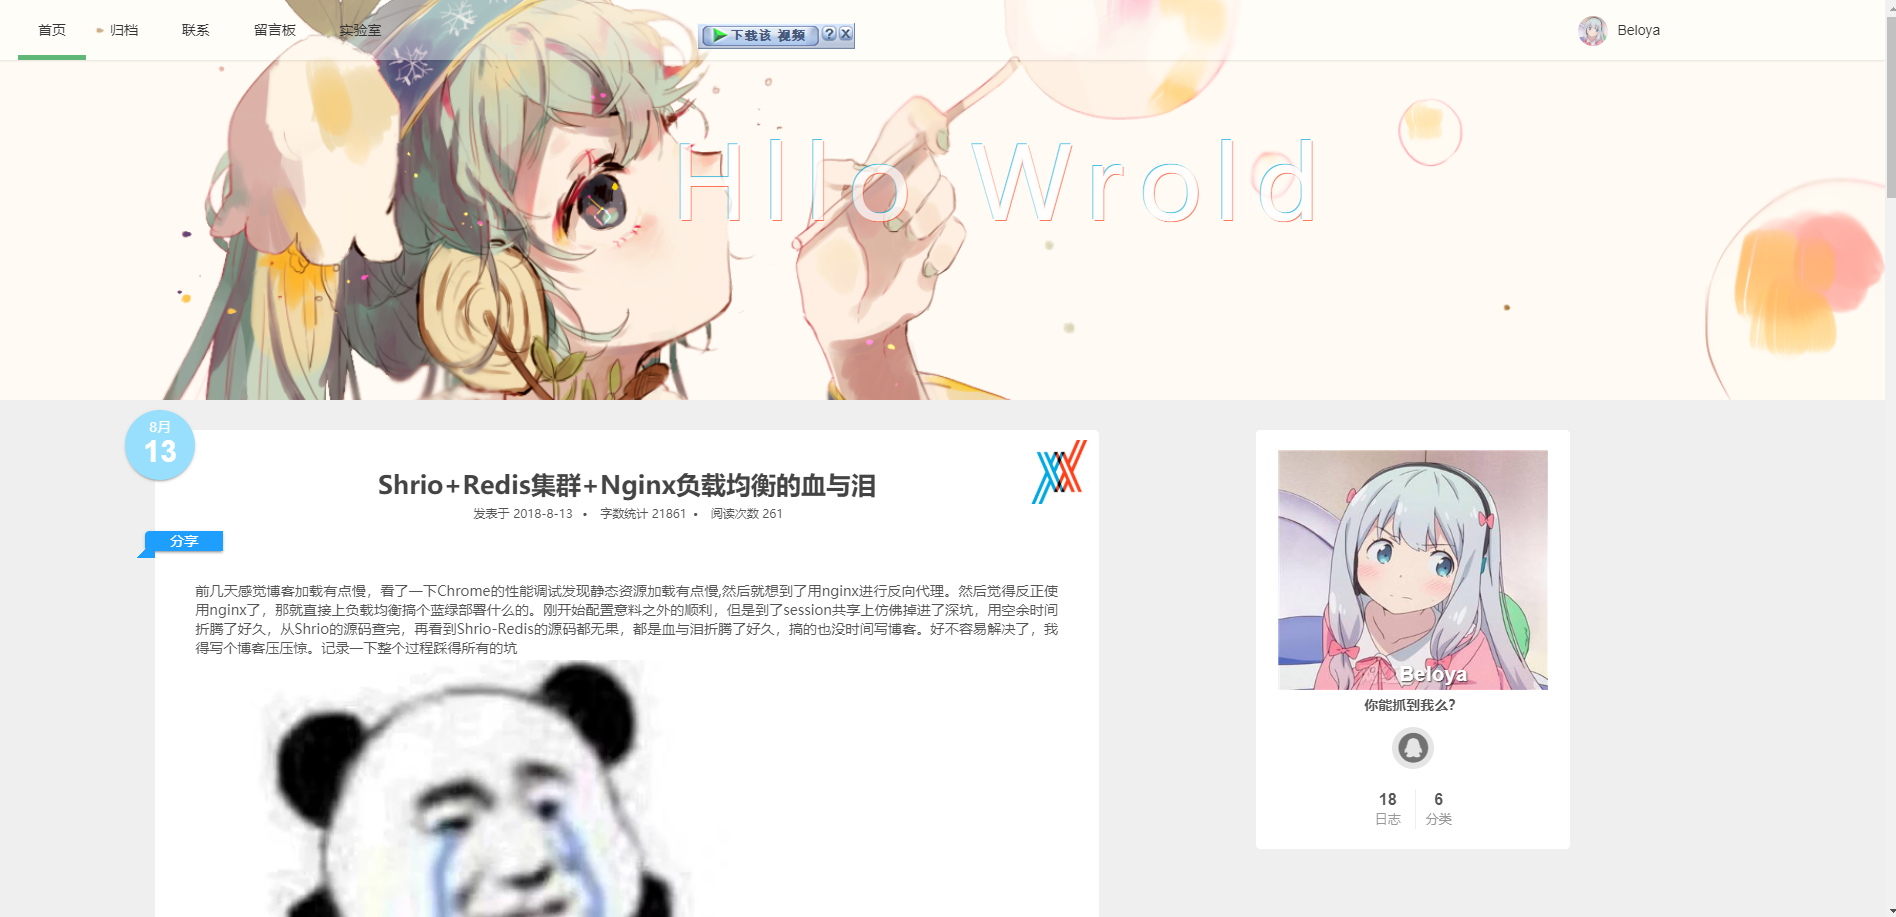 首页 归档 联系 留言板 实验室
下载该 视频 ? X
Beloya
Hllo Wrold
8月
13
Shrio+Redis集群+Nginx负载均衡的血与泪
发表于 2018-8-13 • 字数统计 21861 • 阅读次数 261
分享
前几天感觉博客加载有点慢，看了一下Chrome的性能调试发现静态资源加载有点慢,然后就想到了用nginx进行反向代理。然后觉得反正使
用nginx了，那就直接上负载均衡搞个蓝绿部署什么的。刚开始配置意料之外的顺利，但是到了session共享上仿佛掉进了深坑，用空余时间
折腾了好久，从Shrio的源码查完，再看到Shrio-Redis的源码都无果，都是血与泪折腾了好久，搞的也没时间写博客。好不容易解决了，我
得写个博客压压惊。记录一下整个过程踩得所有的坑
Beloya
你能抓到我么?
18 6
日志 分类